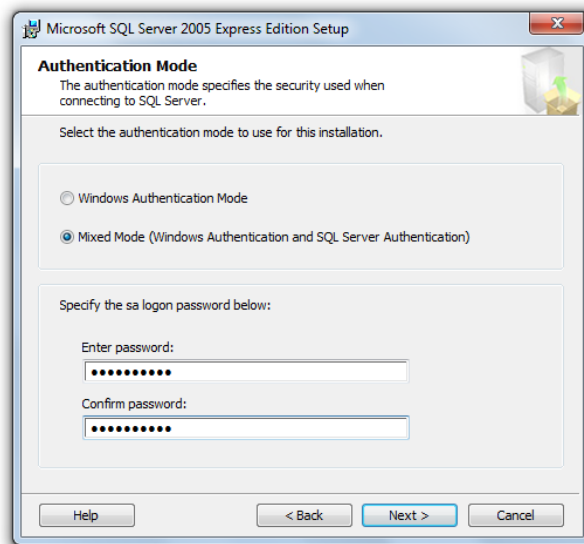 Microsoft SQL Server 2005 Express Edition Setup
Authentication Mode
The authentication mode specifies the security used when
connecting to SQL Server.
Select the authentication mode to use for this installation.
Windows Authentication Mode
Mixed Mode (Windows Authentication and SQL Server Authentication)
Specify the sa logon password below:
Enter password:
●●●●●●●●●●
Confirm password:
●●●●●●●●●●
Help
< Back
Next >
Cancel